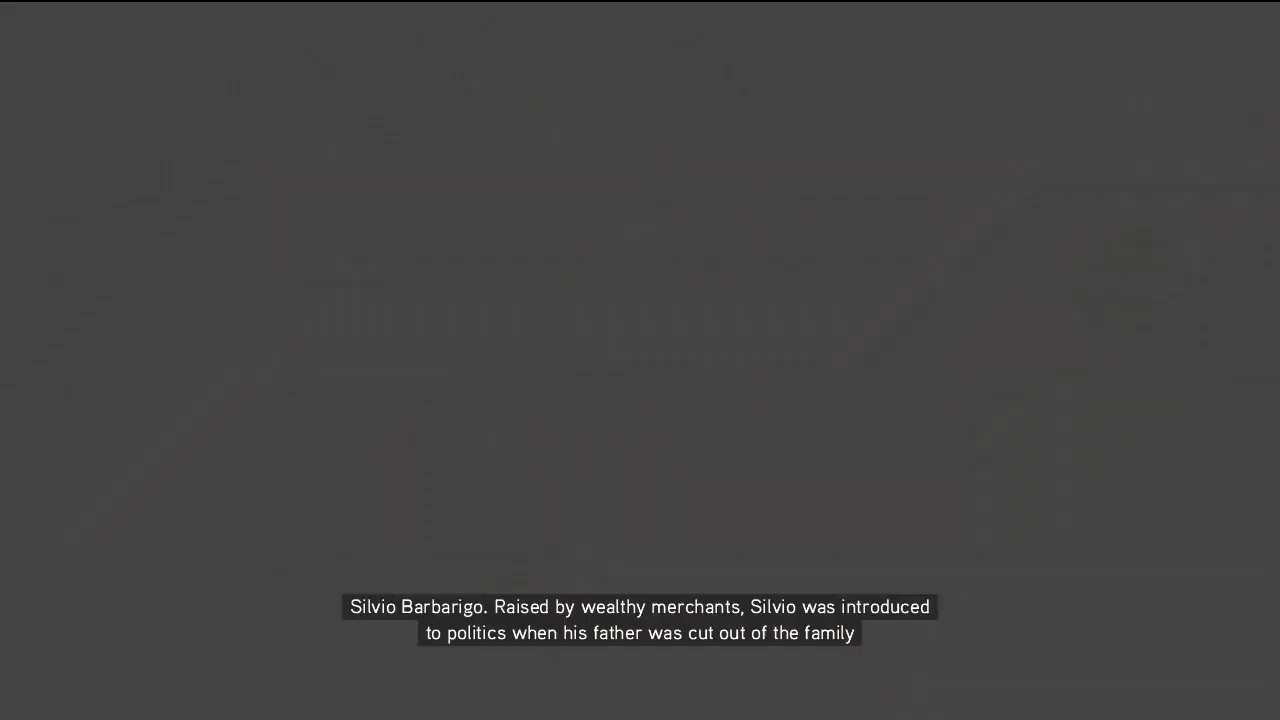 Silvio Barbarigo. Raised by wealthy merchants, Silvio was introduced
to politics when his father was cut out of the family